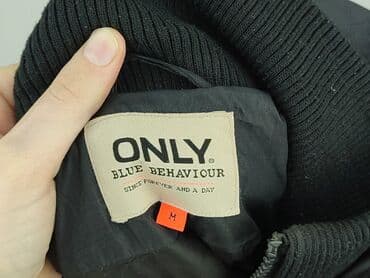 ONLY®
BLUE BEHAVIOUR
SINCE FOREVER AND A DAY
M